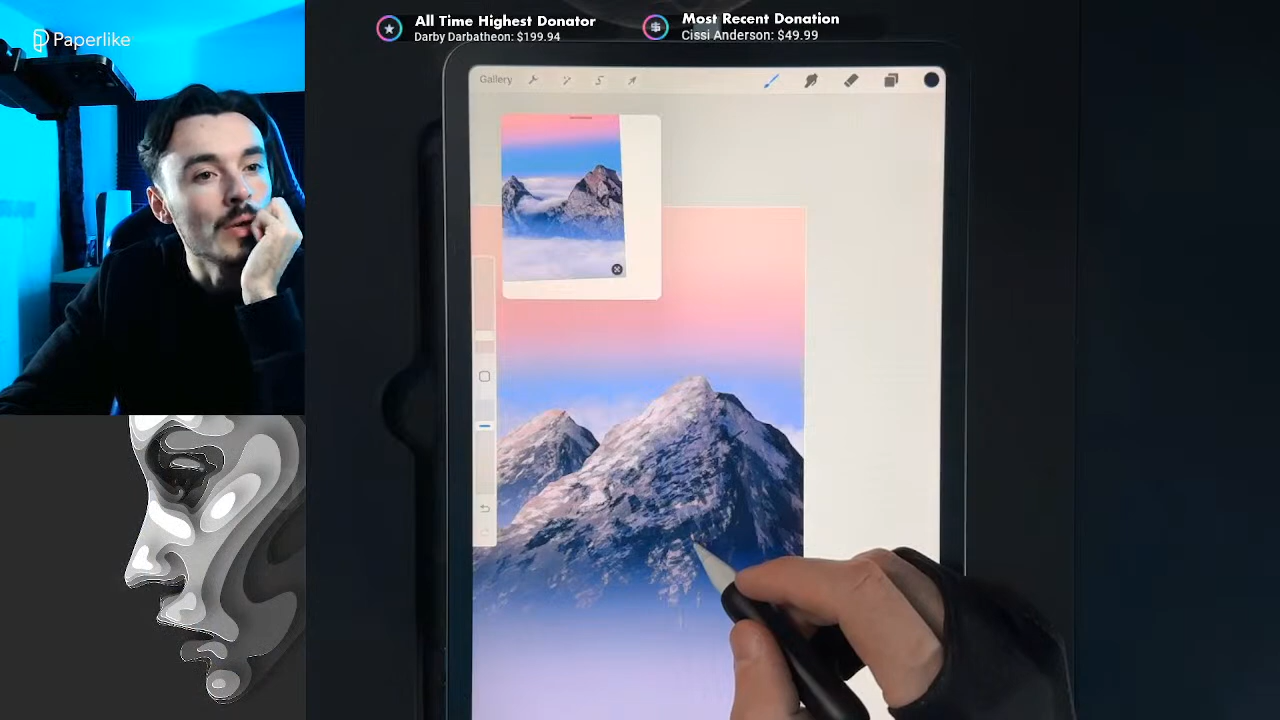 Paperlike
All Time Highest Donator
Darby Darbatheon: $199.94
Most Recent Donation
Cissi Anderson: $49.99
Gallery